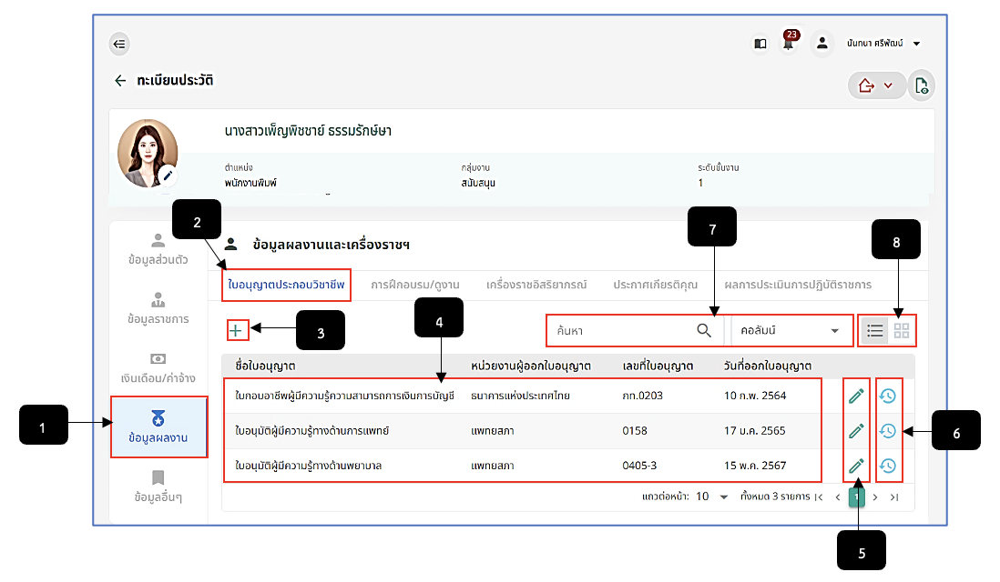 23
นันทนา ศรีพัฒน์
ทะเบียนประวัติ
นางสาวเพ็ญพิชชาย์ ธรรมรักษ์ษา
ตำแหน่ง กลุ่มงาน ระดับชั้นงาน
พนักงานพิมพ์ สนับสนุน 1
2
7
8
ข้อมูลส่วนตัว
ข้อมูลผลงานและเครื่องราชฯ
ใบอนุญาตประกอบวิชาชีพ การฝึกอบรม/ดูงาน เครื่องราชอิสริยาภรณ์ ประกาศเกียรติคุณ ผลการประเมินการปฏิบัติราชการ
ข้อมูลราชการ
3
4
ค้นหา คอลัมน์
ชื่อใบอนุญาต หน่วยงานผู้ออกใบอนุญาต เลขที่ใบอนุญาต วันที่ออกใบอนุญาต
เงินเดือน/ค่าจ้าง
ใบกอบอาชีพผู้มีความรู้ความสามารถการเงินการบัญชี ธนาคารแห่งประเทศไทย ภท.0203 10 ก.พ. 2564
1
ข้อมูลผลงาน
ใบอนุมัติผู้มีความรู้ทางด้านการแพทย์ แพทยสภา 0158 17 ม.ค. 2565
6
ใบอนุมัติผู้มีความรู้ทางด้านพยาบาล แพทยสภา 0405-3 15 พ.ค. 2567
ข้อมูลอื่นๆ
แถวต่อหน้า: 10 ทั้งหมด 3 รายการ 1
5